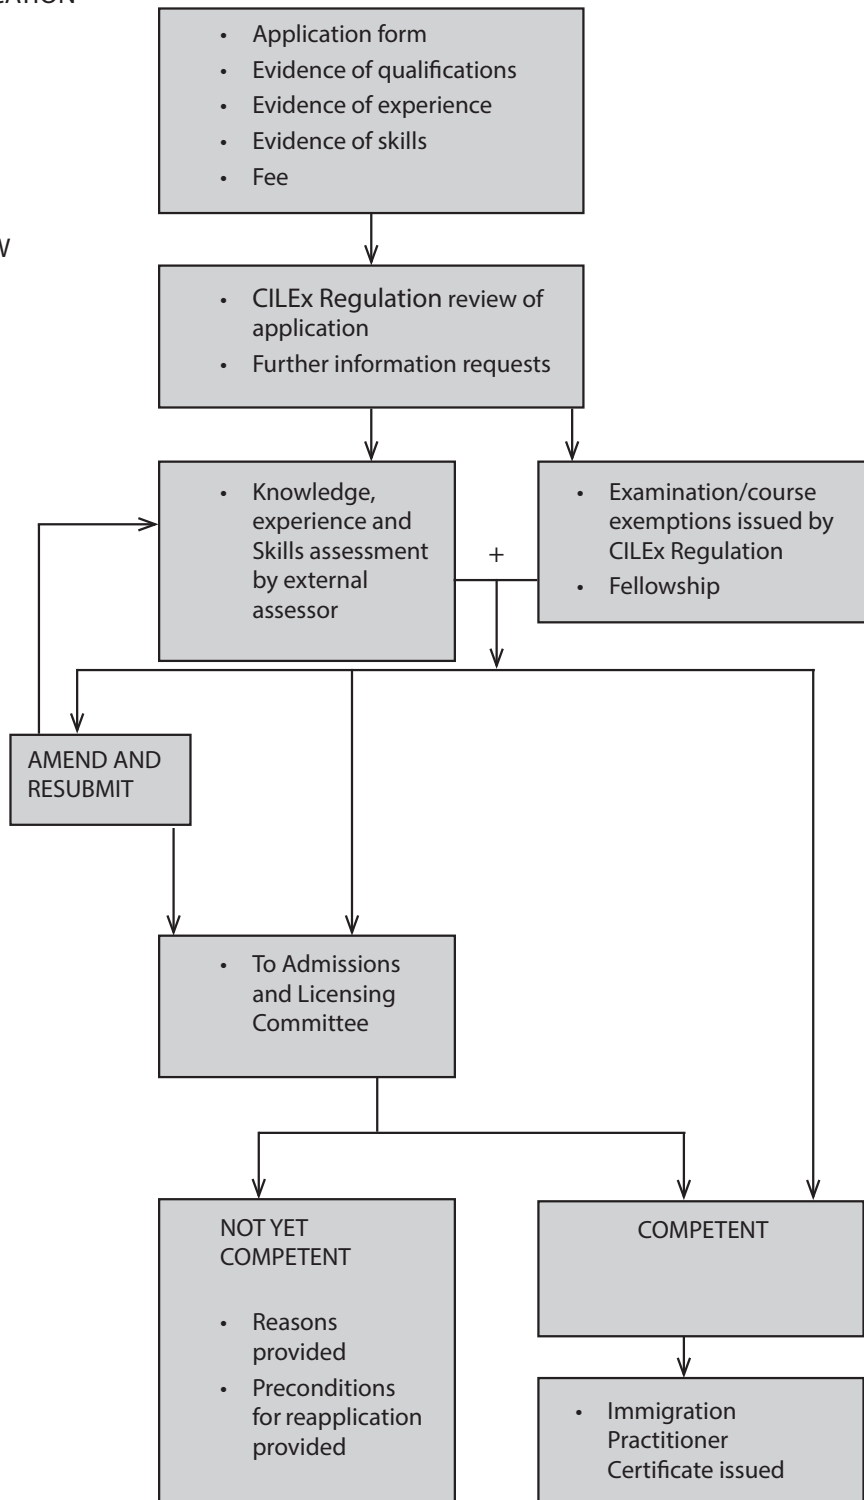 • Application form
• Evidence of qualifications
• Evidence of experience
• Evidence of skills
• Fee
• CILEx Regulation review of
application
• Further information requests
• Knowledge,
experience and
Skills assessment
by external
assessor
+
• Examination/course
exemptions issued by
CILEx Regulation
• Fellowship
AMEND AND
RESUBMIT
• To Admissions
and Licensing
Committee
NOT YET
COMPETENT
• Reasons
provided
• Preconditions
for reapplication
provided
COMPETENT
• Immigration
Practitioner
Certificate issued